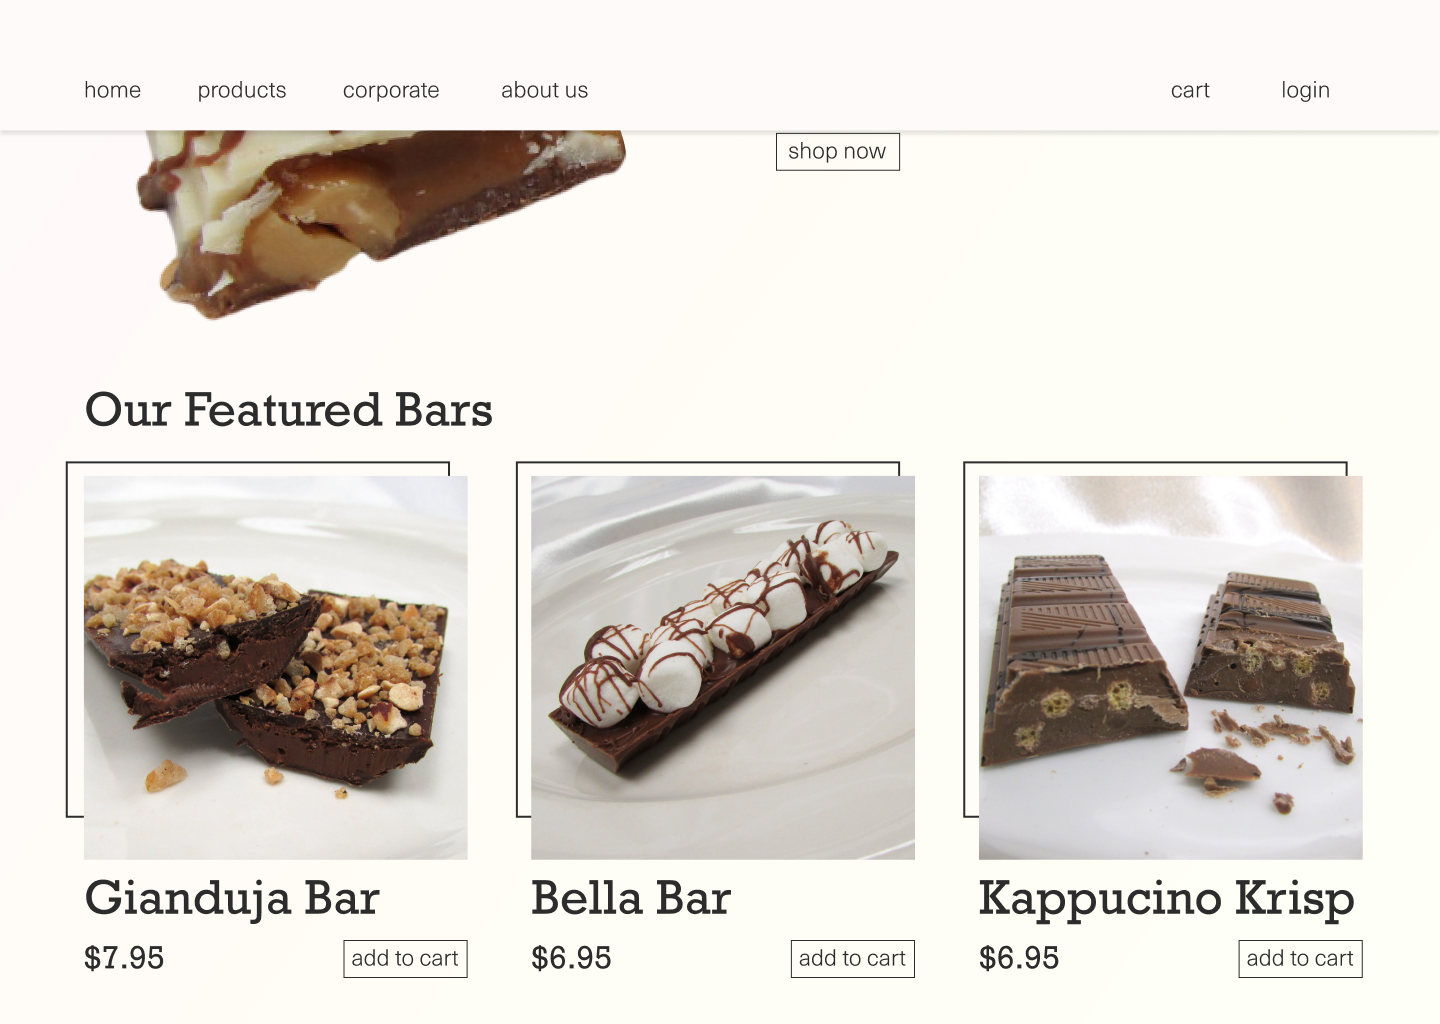 home products corporate about us cart login
shop now
Our Featured Bars
Gianduja Bar
$7.95 add to cart
Bella Bar
$6.95 add to cart
Kappucino Krisp
$6.95 add to cart